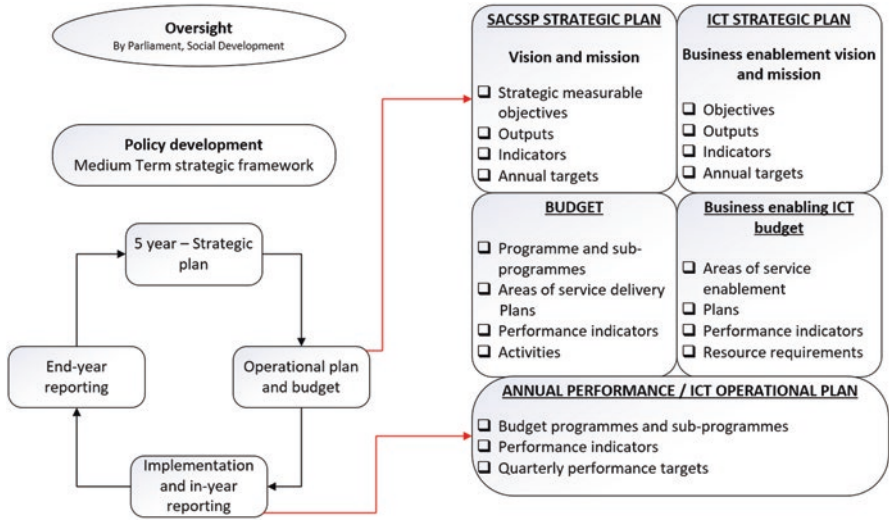 Oversight
By Parliament, Social Development
Policy development
Medium Term strategic framework
5 year – Strategic
plan
Operational plan
and budget
Implementation
and in-year
reporting
End-year
reporting
SACSSP STRATEGIC PLAN
Vision and mission
❑ Strategic measurable
objectives
❑ Outputs
❑ Indicators
❑ Annual targets
ICT STRATEGIC PLAN
Business enablement vision
and mission
❑ Objectives
❑ Outputs
❑ Indicators
❑ Annual targets
BUDGET
❑ Programme and sub-
programmes
❑ Areas of service delivery
Plans
❑ Performance indicators
❑ Activities
Business enabling ICT
budget
❑ Areas of service
enablement
❑ Plans
❑ Performance indicators
❑ Resource requirements
ANNUAL PERFORMANCE / ICT OPERATIONAL PLAN
❑ Budget programmes and sub-programmes
❑ Performance indicators
❑ Quarterly performance targets